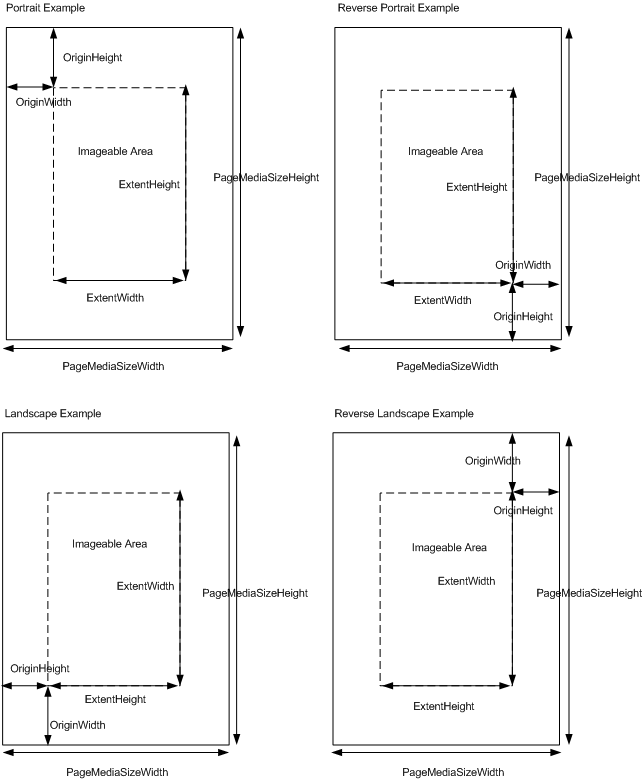 Portrait Example
OriginHeight
OriginWidth
Imageable Area
ExtentHeight
PageMediaSizeHeight
ExtentWidth
PageMediaSizeWidth
Reverse Portrait Example
Imageable Area
PageMediaSizeHeight
ExtentHeight
OriginWidth
ExtentWidth
OriginHeight
PageMediaSizeWidth
Landscape Example
Imageable Area
ExtentWidth
PageMediaSizeHeight
OriginHeight
ExtentHeight
OriginWidth
PageMediaSizeWidth
Reverse Landscape Example
OriginWidth
OriginHeight
Imageable Area
ExtentWidth
PageMediaSizeHeight
ExtentHeight
PageMediaSizeWidth